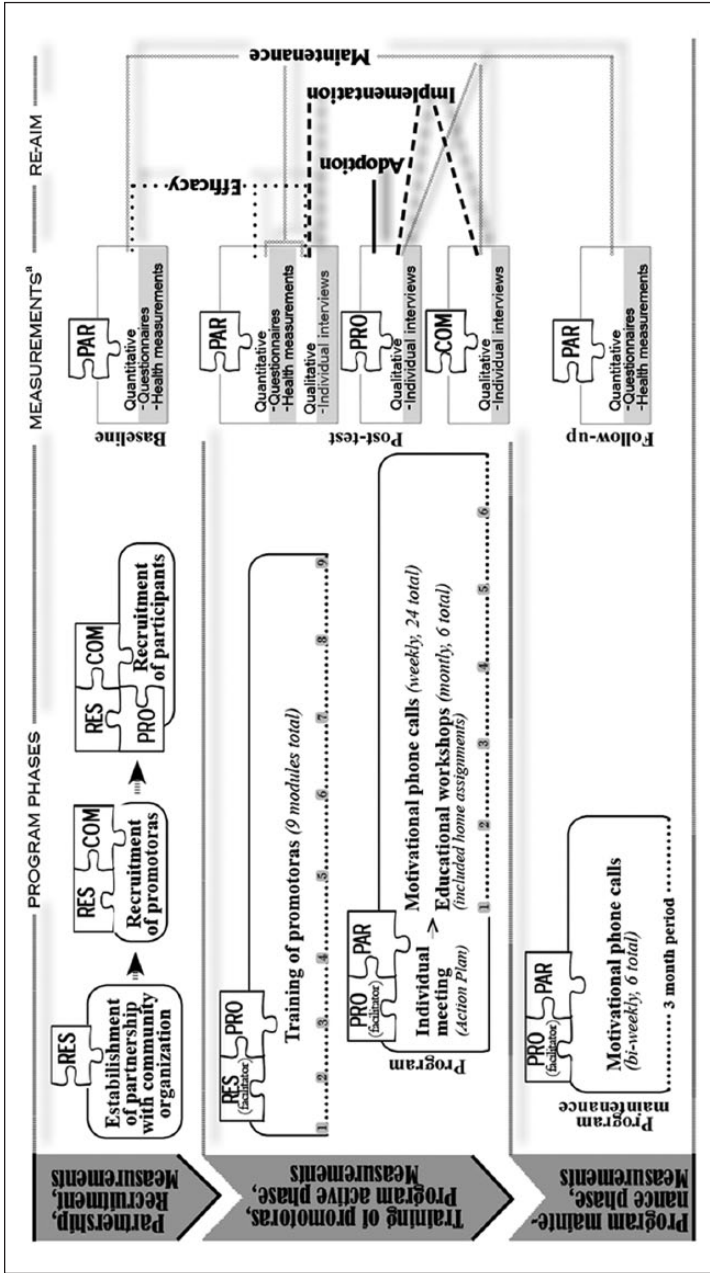 PROGRAM PHASES
MEASUREMENTSª
RE-AIM
Partnership,
Recruitment,
Measurements
RES
Estabilishment
of partnership
with community
organization
RES
COM
Recruitment
of promotoras
RES
COM
PRO
Recruitment
of participants
Baseline
PAR
Quantitative
-Questionnaires
-Health measurements
Training of promotoras,
Program active phase,
Measurements
RES
(facilitator)
PRO
Training of promotoras (9 modules total)
1 2 3 4 5 6 7 8 9
Program
PRO
(facilitator)
PAR
Individual
meeting
(Action Plan)
Motivational phone calls (weekly, 24 total)
Educational workshops (montly, 6 total)
(included home assignments)
1 2 3 4 5 6
Post-test
PAR
Quantitative
-Questionnaires
-Health measurements
Qualitative
-Individual interviews
PRO
Qualitative
-Individual interviews
COM
Qualitative
-Individual interviews
Program mainte-
nance phase,
Measurements
Program
maintenance
PRO
(facilitator)
PAR
Motivational phone calls
(bi-weekly, 6 total)
3 month period
Follow-up
PAR
Quantitative
-Questionnaires
-Health measurements
Efficacy
Adoption
Implementation
Maintenance